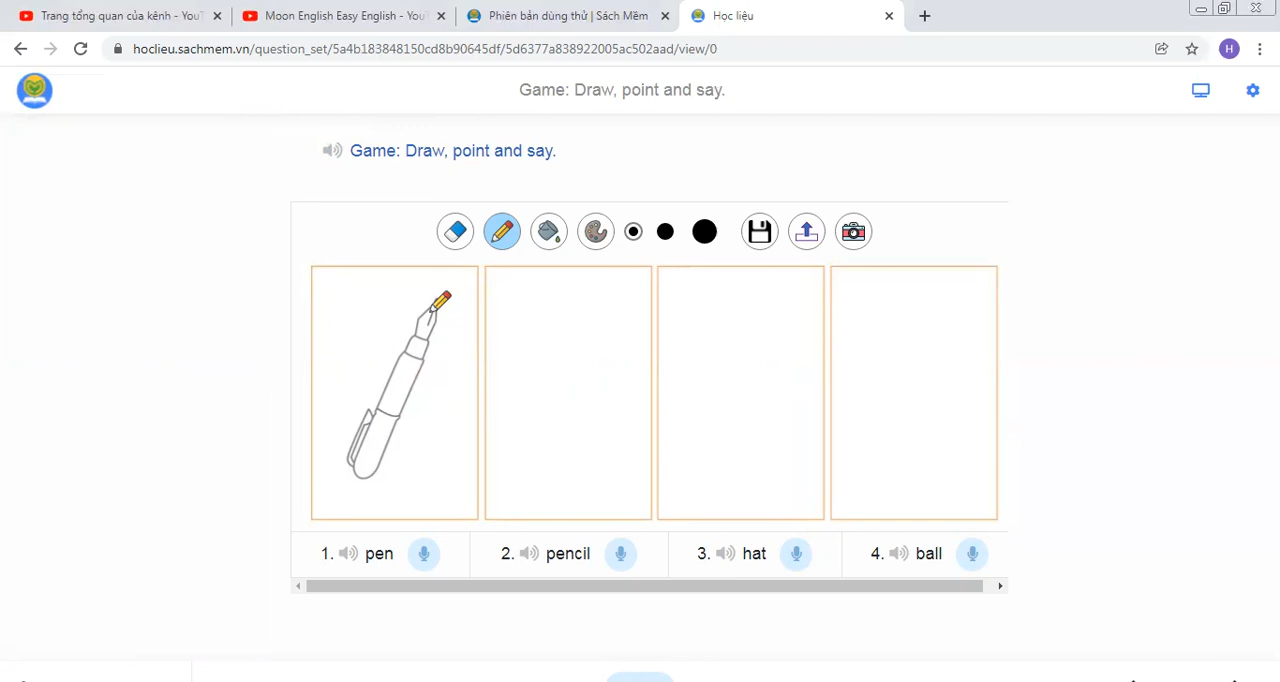 Trang tổng quan của kênh - YouT
Moon English Easy English - YouT
Phiên bản dùng thử | Sách Mềm
Học liệu
hoclieu.sachmem.vn/question_set/5a4b183848150cd8b90645df/5d6377a838922005ac502aad/view/0
H
Game: Draw, point and say.
Game: Draw, point and say.
1. pen
2. pencil
3. hat
4. ball